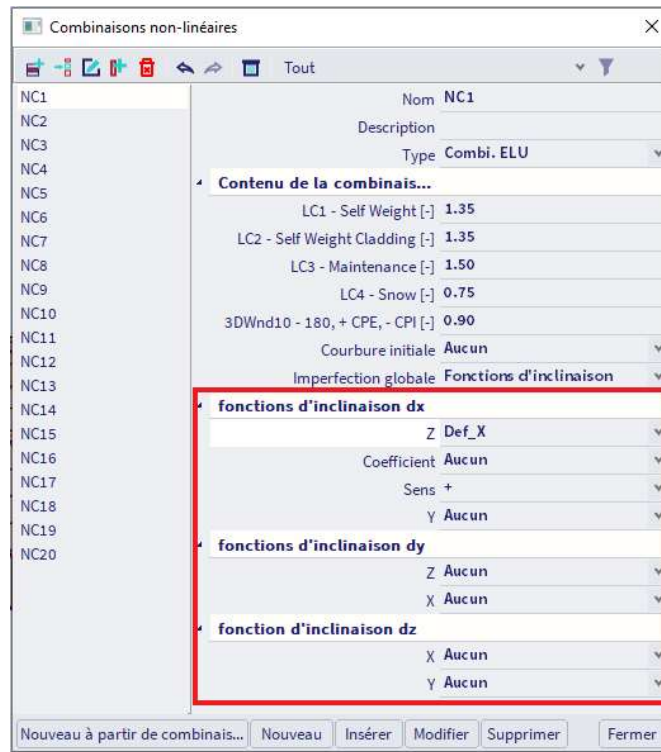 Combinaisons non-linéaires
Tout
NC1
NC2
NC3
NC4
NC5
NC6
NC7
NC8
NC9
NC10
NC11
NC12
NC13
NC14
NC15
NC16
NC17
NC18
NC19
NC20
Nom NC1
Description
Type Combi. ELU
Contenu de la combinais...
LC1 - Self Weight [-] 1.35
LC2 - Self Weight Cladding [-] 1.35
LC3 - Maintenance [-] 1.50
LC4 - Snow [-] 0.75
3DWnd10 - 180, + CPE, - CPI [-] 0.90
Courbure initiale Aucun
Imperfection globale Fonctions d'inclinaison
fonctions d'inclinaison dx
Z Def_X
Coefficient Aucun
Sens +
Y Aucun
fonctions d'inclinaison dy
Z Aucun
X Aucun
fonction d'inclinaison dz
X Aucun
Y Aucun
Nouveau à partir de combinais... Nouveau Insérer Modifier Supprimer Fermer